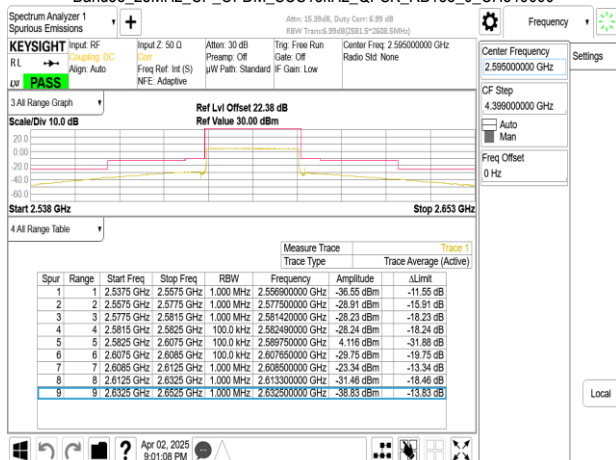 Spectrum Analyzer 1
Spurious Emissions
Attn: 15.39dB, Duty Corr: 6.99 dB
RBW Trans:6.99dB(2581.5~2608.5MHz)
Frequency
KEYSIGHT
Input: RF
Coupling: DC
Align: Auto
Input Z: 50 Ω
Corr
Freq Ref: Int (S)
NFE: Adaptive
Atten: 30 dB
Preamp: Off
µW Path: Standard
Trig: Free Run
Gate: Off
IF Gain: Low
Center Freq: 2.595000000 GHz
Radio Std: None
RL
LXI
PASS
Center Frequency
2.595000000 GHz
Settings
CF Step
4.399000000 GHz
Auto
Man
Freq Offset
0 Hz
3 All Range Graph
Scale/Div 10.0 dB
Ref Lvl Offset 22.38 dB
Ref Value 30.00 dBm
20.0
0.00
-20.0
-40.0
-60.0
Start 2.538 GHz
Stop 2.653 GHz
4 All Range Table
Measure Trace Trace 1
Trace Type Trace Average (Active)
Spur Range Start Freq Stop Freq RBW Frequency Amplitude ΔLimit
1 1 2.5375 GHz 2.5575 GHz 1.000 MHz 2.556900000 GHz -36.55 dBm -11.55 dB
2 2 2.5575 GHz 2.5775 GHz 1.000 MHz 2.577500000 GHz -28.91 dBm -15.91 dB
3 3 2.5775 GHz 2.5815 GHz 1.000 MHz 2.581420000 GHz -28.23 dBm -18.23 dB
4 4 2.5815 GHz 2.5825 GHz 100.0 kHz 2.582490000 GHz -28.24 dBm -18.24 dB
5 5 2.5825 GHz 2.6075 GHz 100.0 kHz 2.589750000 GHz 4.116 dBm -31.88 dB
6 6 2.6075 GHz 2.6085 GHz 100.0 kHz 2.607650000 GHz -29.75 dBm -19.75 dB
7 7 2.6085 GHz 2.6125 GHz 1.000 MHz 2.608500000 GHz -23.34 dBm -13.34 dB
8 8 2.6125 GHz 2.6325 GHz 1.000 MHz 2.613300000 GHz -31.46 dBm -18.46 dB
9 9 2.6325 GHz 2.6525 GHz 1.000 MHz 2.632500000 GHz -38.83 dBm -13.83 dB
Local
Apr 02, 2025
9:01:08 PM